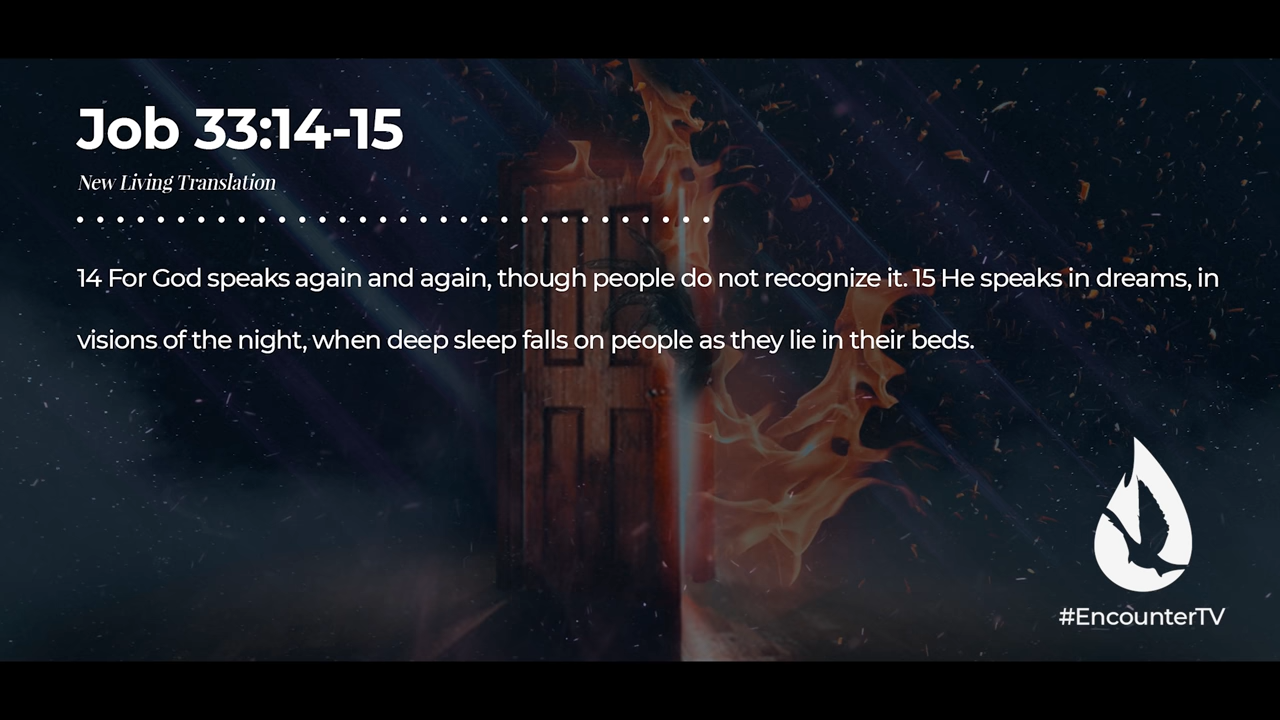 Job 33:14-15
New Living Translation
14 For God speaks again and again, though people do not recognize it. 15 He speaks in dreams, in
visions of the night, when deep sleep falls on people as they lie in their beds.
#EncounterTV